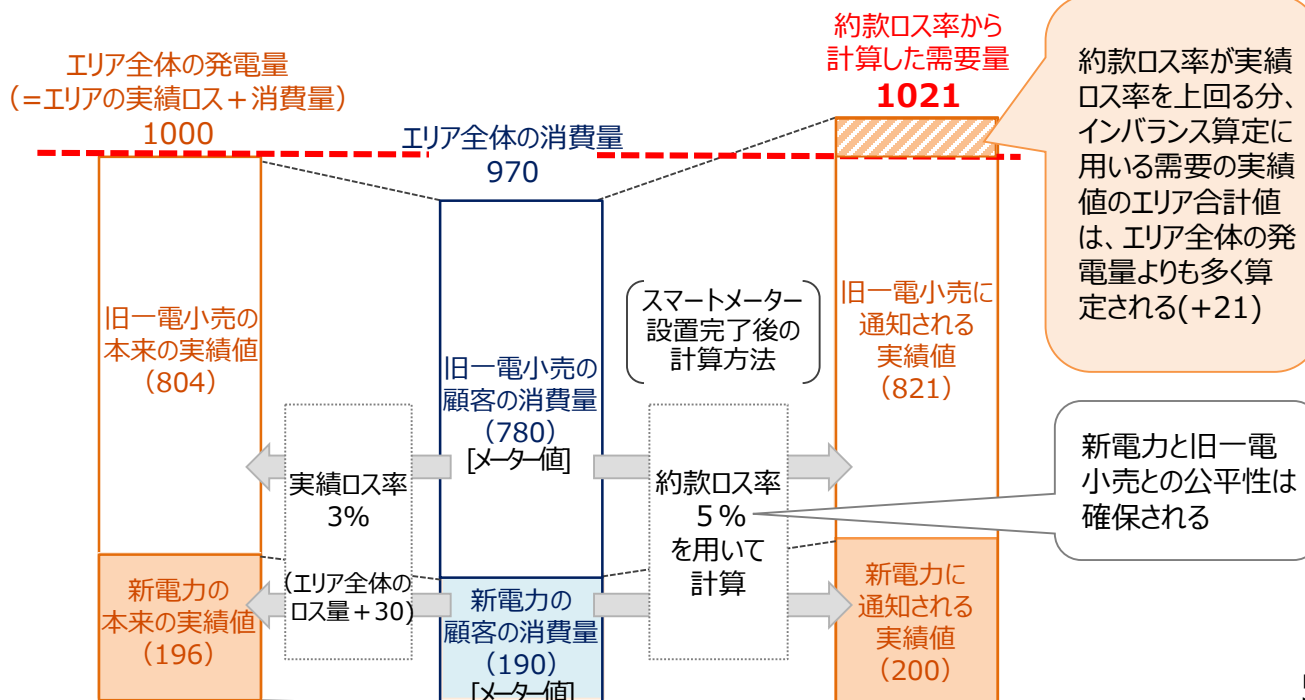 エリア全体の発電量
（=エリアの実績ロス＋消費量）
1000
エリア全体の消費量
970
約款ロス率から
計算した需要量
1021
約款ロス率が実績
ロス率を上回る分、
インバランス算定に
用いる需要の実績
値のエリア合計値
は、エリア全体の発
電量よりも多く算
定される(+21)
旧一電小売の
本来の実績値
（804）
旧一電小売の
顧客の消費量
（780）
[メーター値]
スマートメーター
設置完了後の
計算方法
旧一電小売に
通知される
実績値
（821）
実績ロス率
3%
(エリア全体の
ロス量＋30)
約款ロス率
５％
を用いて
計算
新電力と旧一電
小売との公平性は
確保される
新電力の
本来の実績値
（196）
新電力の
顧客の消費量
（190）
[メーター値]
新電力に
通知される
実績値
（200）